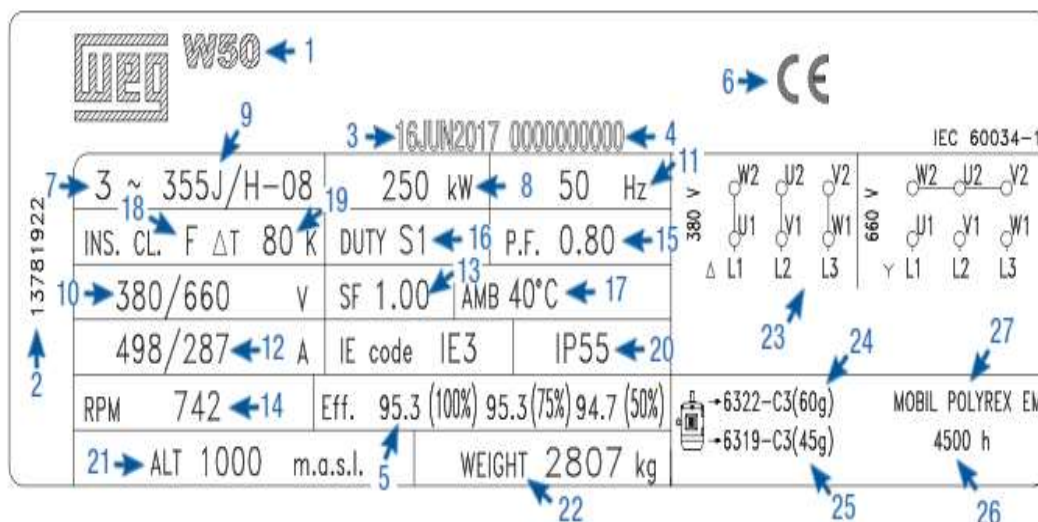 weg W50 1
6 CE
3 16JUN2017 0000000000 4
IEC 60034-1
9
7 3 ~ 355J/H-08 250 kW 8 50 Hz 11
18 19
INS. CL. F ΔT 80 K DUTY S1 16 P.F. 0.80 15
10 380/660 V SF 1.00 13 AMB 40°C 17
498/287 12 A IE code IE3 IP55 20
RPM 742 14 Eff. 95.3 (100%) 95.3 (75%) 94.7 (50%)
21 ALT 1000 m.a.s.l. 5 WEIGHT 2807 kg
22
13781922
2
380 V
W2 U2 V2
U1 V1 W1
Δ L1 L2 L3
660 V
W2 U2 V2
U1 V1 W1
Y L1 L2 L3
23 24 27
6322-C3(60g) MOBIL POLYREX EM
6319-C3(45g) 4500 h
25 26